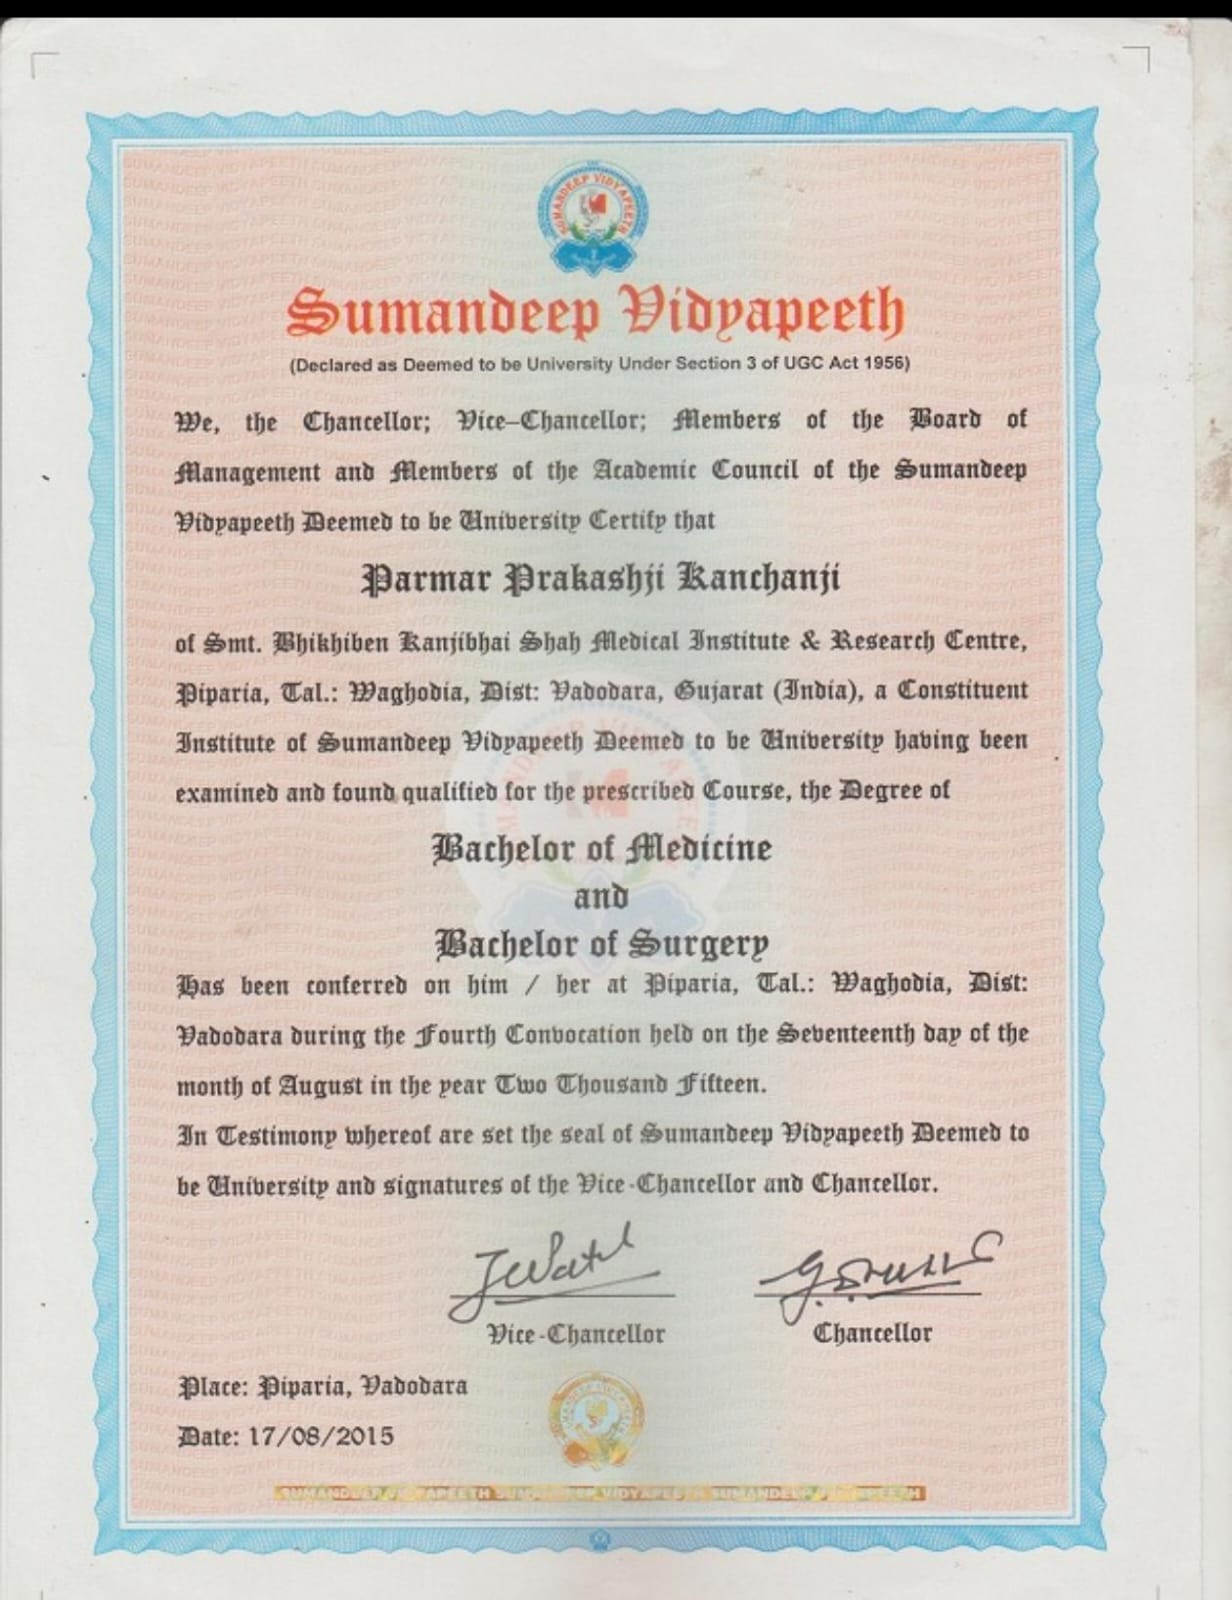 SUMANDEEP VIDYAPEETH
Sumandeep Vidyapeeth
(Declared as Deemed to be University Under Section 3 of UGC Act 1956)
We, the Chancellor; Vice-Chancellor; Members of the Board of
Management and Members of the Academic Council of the Sumandeep
Vidyapeeth Deemed to be University Certify that
Parmar Prakashji Kanchanji
of Smt. Bhikhiben Kanjibhai Shah Medical Institute & Research Centre,
Piparia, Tal.: Waghodia, Dist: Vadodara, Gujarat (India), a Constituent
Institute of Sumandeep Vidyapeeth Deemed to be University having been
examined and found qualified for the prescribed Course, the Degree of
Bachelor of Medicine
and
Bachelor of Surgery
Has been conferred on him / her at Piparia, Tal.: Waghodia, Dist:
Vadodara during the Fourth Convocation held on the Seventeenth day of the
month of August in the year Two Thousand Fifteen.
In Testimony whereof are set the seal of Sumandeep Vidyapeeth Deemed to
be University and signatures of the Vice-Chancellor and Chancellor.
Vice-Chancellor Chancellor
Place: Piparia, Vadodara
Date: 17/08/2015
SUMANDEEP VIDYAPEETH SUMANDEEP VIDYAPEETH SUMANDEEP VIDYAPEETH